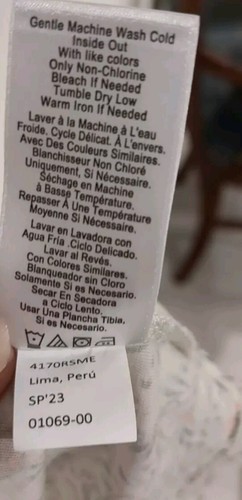 Gentle Machine Wash Cold
Inside Out
With like colors
Only Non-Chlorine
Bleach If Needed
Tumble Dry Low
Warm Iron If Needed
Laver à la Machine à L'eau
Froide, Cycle Délicat. À L'envers.
Avec Des Couleurs Similaires.
Blanchisseur Non Chloré
Uniquement, Si Nécessaire.
Séchage en Machine
à Basse Température.
Repasser À Une Température
Moyenne Si Nécessaire.
Lavar en Lavadora con
Agua Fría .Ciclo Delicado.
Lavar al Revés.
Con Colores Similares.
Blanqueador sin Cloro
Solamente Si es Necesario.
Secar En Secadora
a Ciclo Lento.
Usar Una Plancha Tibia,
Si es Necesario.
4170RSME
Lima, Perú
SP'23
01069-00